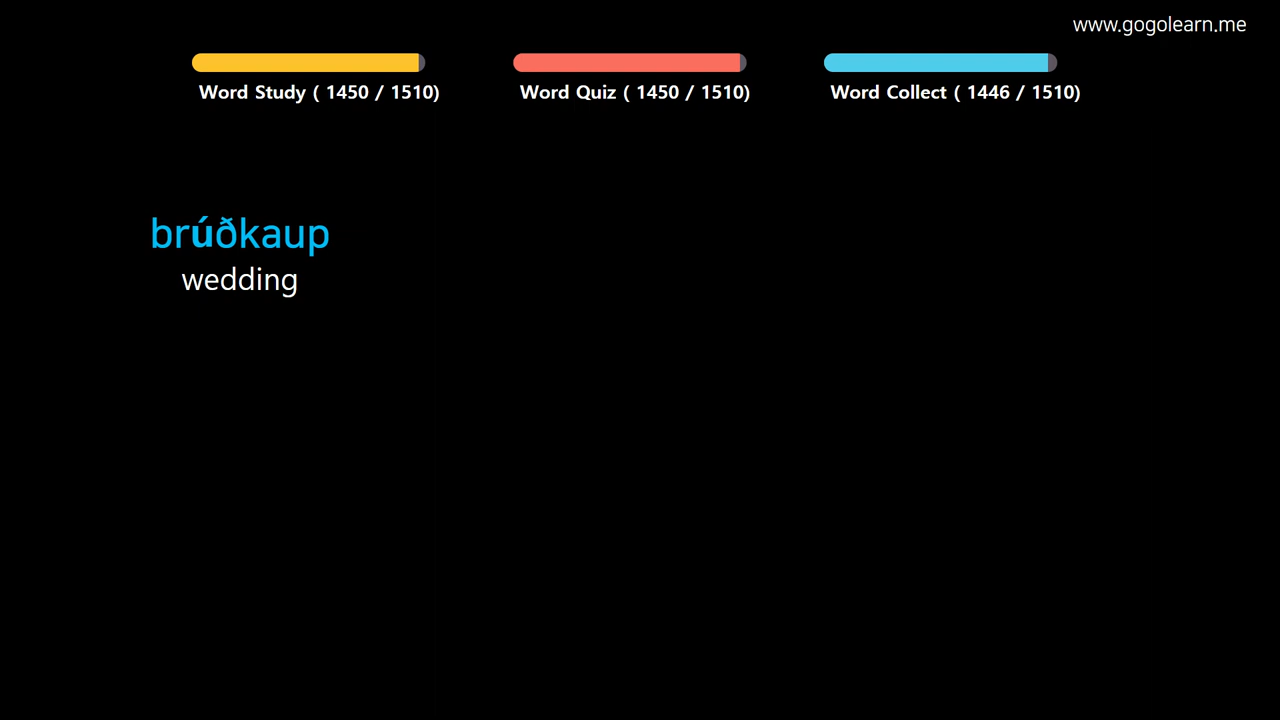 www.gogolearn.me
Word Study ( 1450 / 1510)
Word Quiz ( 1450 / 1510)
Word Collect ( 1446 / 1510)
brúðkaup
wedding